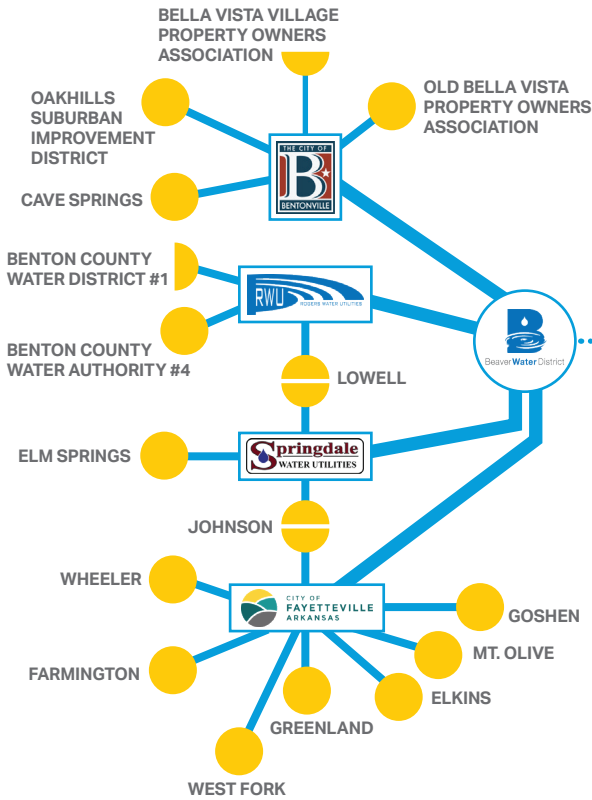 BELLA VISTA VILLAGE
PROPERTY OWNERS
ASSOCIATION
OLD BELLA VISTA
PROPERTY OWNERS
ASSOCIATION
OAKHILLS
SUBURBAN
IMPROVEMENT
DISTRICT
THE CITY OF
B
BENTONVILLE
CAVE SPRINGS
BENTON COUNTY
WATER DISTRICT #1
RWU
ROGERS WATER UTILITIES
Beaver Water District
BENTON COUNTY
WATER AUTHORITY #4
LOWELL
ELM SPRINGS
Springdale
WATER UTILITIES
JOHNSON
WHEELER
CITY OF
FAYETTEVILLE
ARKANSAS
GOSHEN
MT. OLIVE
FARMINGTON
ELKINS
GREENLAND
WEST FORK